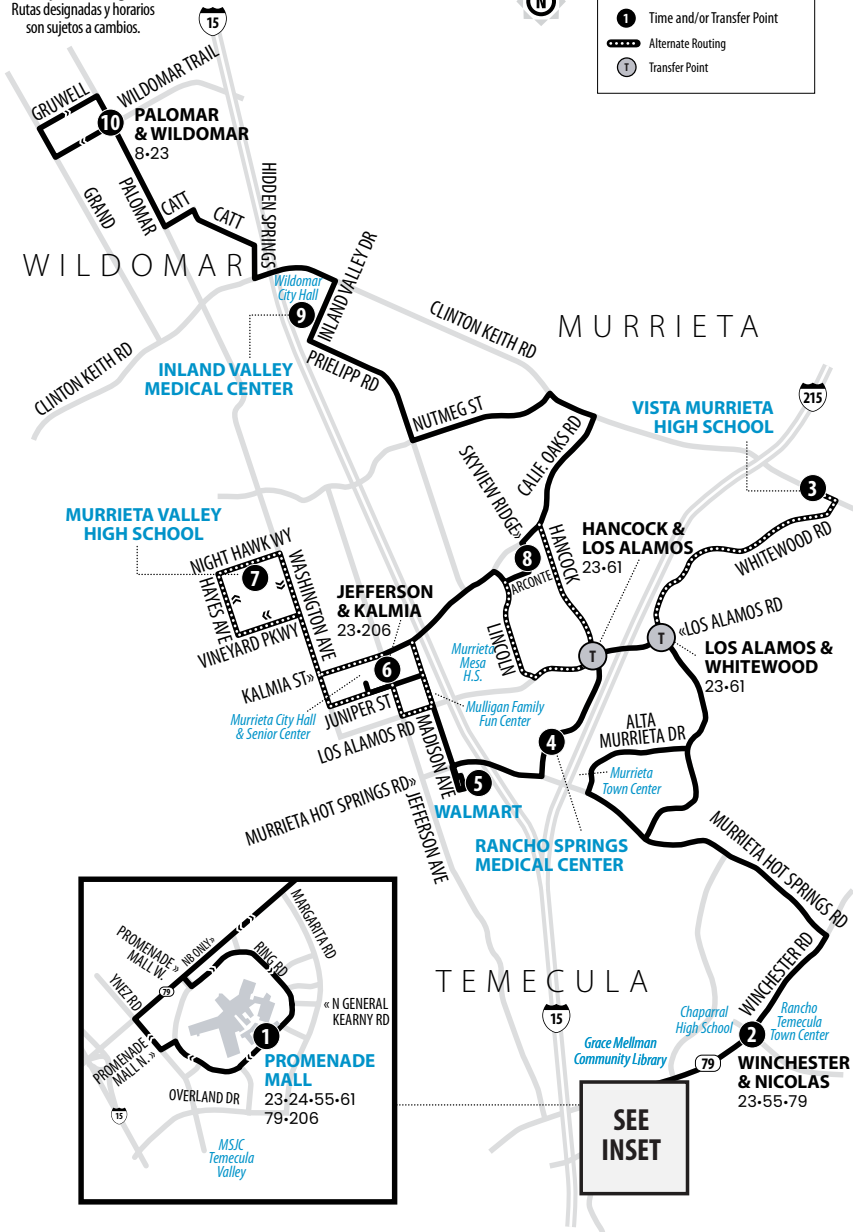 Rutas designadas y horarios
son sujetos a cambios.
15
N
1 Time and/or Transfer Point
Alternate Routing
T Transfer Point
GRUWELL
WILDOMAR TRAIL
10
PALOMAR
& WILDOMAR
8•23
GRAND
PALOMAR
CATT
CATT
HIDDEN SPRINGS
WILDOMAR
Wildomar
City Hall
9
INLAND VALLEY DR
CLINTON KEITH RD
MURRIETA
CLINTON KEITH RD
INLAND VALLEY
MEDICAL CENTER
PRIELIPP RD
NUTMEG ST
215
VISTA MURRIETA
HIGH SCHOOL
3
CALIF. OAKS RD
SKYVIEW RIDGE»
WHITEWOOD RD
MURRIETA VALLEY
HIGH SCHOOL
NIGHT HAWK WY
7
HAYES AVE
WASHINGTON AVE
VINEYARD PKWY
8
ARCONTE
HANCOCK
HANCOCK &
LOS ALAMOS
23•61
LINCOLN
JEFFERSON
& KALMIA
23•206
6
KALMIA ST»
Murrieta
Mesa
H.S.
T
T
«LOS ALAMOS RD
LOS ALAMOS &
WHITEWOOD
23•61
Murrieta City Hall
& Senior Center
JUNIPER ST
LOS ALAMOS RD
MADISON AVE
Mulligan Family
Fun Center
4
ALTA
MURRIETA DR
Murrieta
Town Center
MURRIETA HOT SPRINGS RD»
JEFFERSON AVE
5
WALMART
RANCHO SPRINGS
MEDICAL CENTER
MURRIETA HOT SPRINGS RD
WINCHESTER RD
TEMECULA
15
Chaparral
High School
Rancho
Temecula
Town Center
2
Grace Mellman
Community Library
79
WINCHESTER
& NICOLAS
23•55•79
SEE
INSET
PROMENADE »
MALL W.
NB ONLY»
MARGARITA RD
RING RD
79
YNEZ RD
« N GENERAL
KEARNY RD
1
PROMENADE
MALL
23•24•55•61
79•206
PROMENADE
MALL N. »
OVERLAND DR
15
MSJC
Temecula
Valley